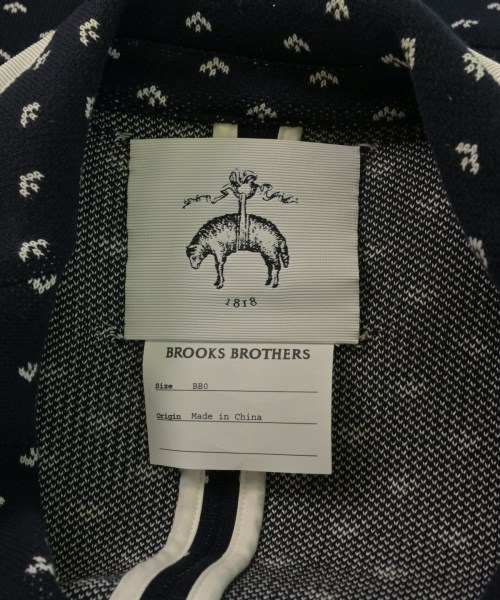 1818
BROOKS BROTHERS
Size BB0
Origin Made in China